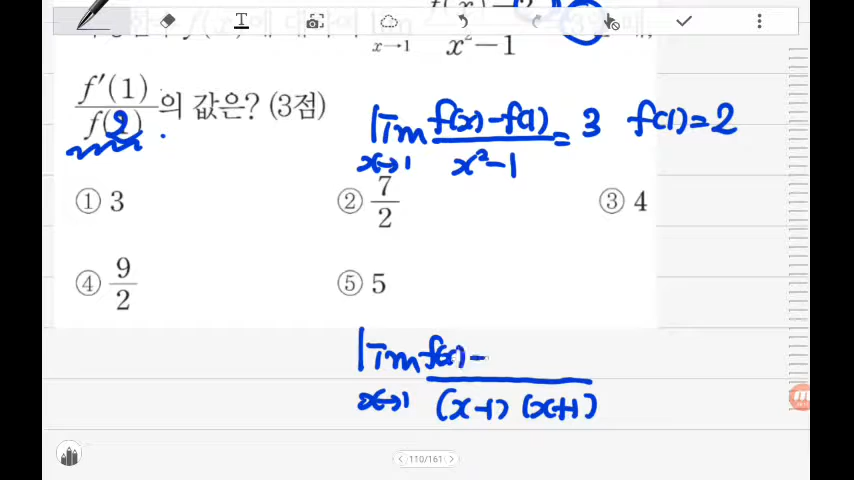 T
x→1
x²−1
f′(1)
f(2)
의 값은? (3점)
lim f(x)−f(1) = 3 f(1)=2
x→1 x²−1
① 3 ② 7/2 ③ 4
④ 9/2 ⑤ 5
lim f(x)−
x→1 (x−1)(x+1)
110/161